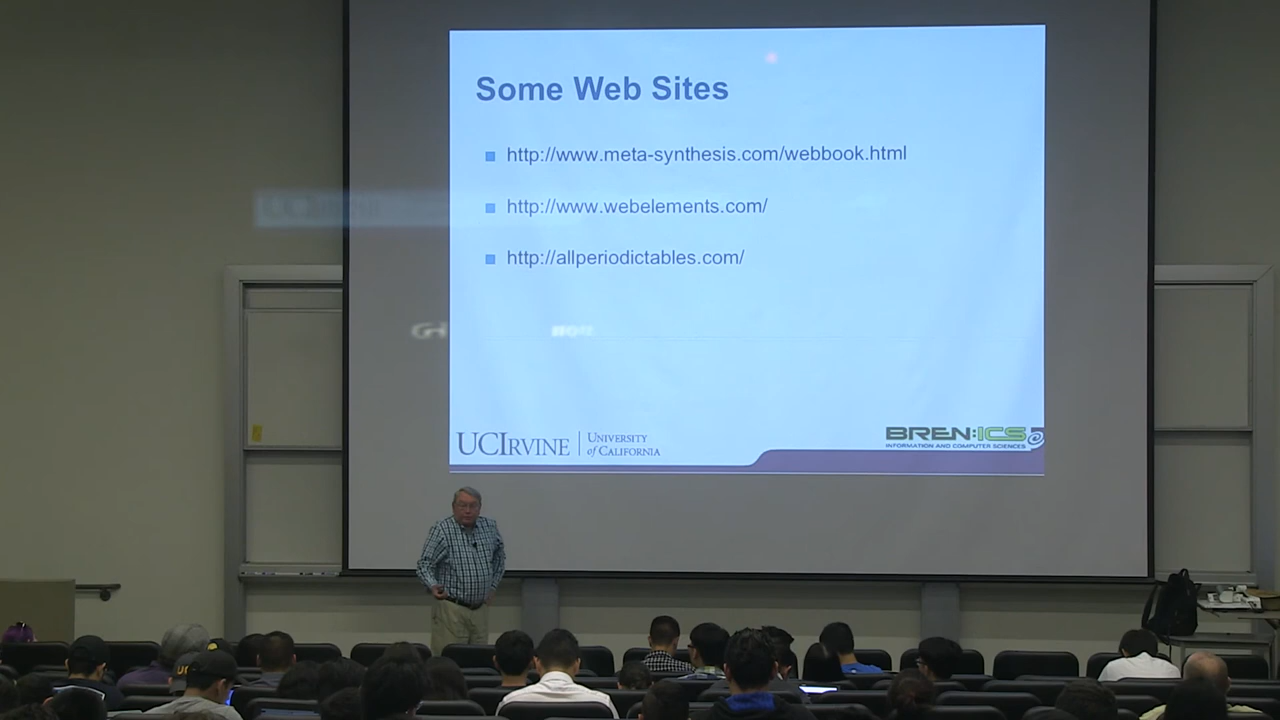 Some Web Sites
http://www.meta-synthesis.com/webbook.html
http://www.webelements.com/
http://allperiodictables.com/
UCIRVINE
UNIVERSITY
of CALIFORNIA
BREN:ICS
INFORMATION AND COMPUTER SCIENCES